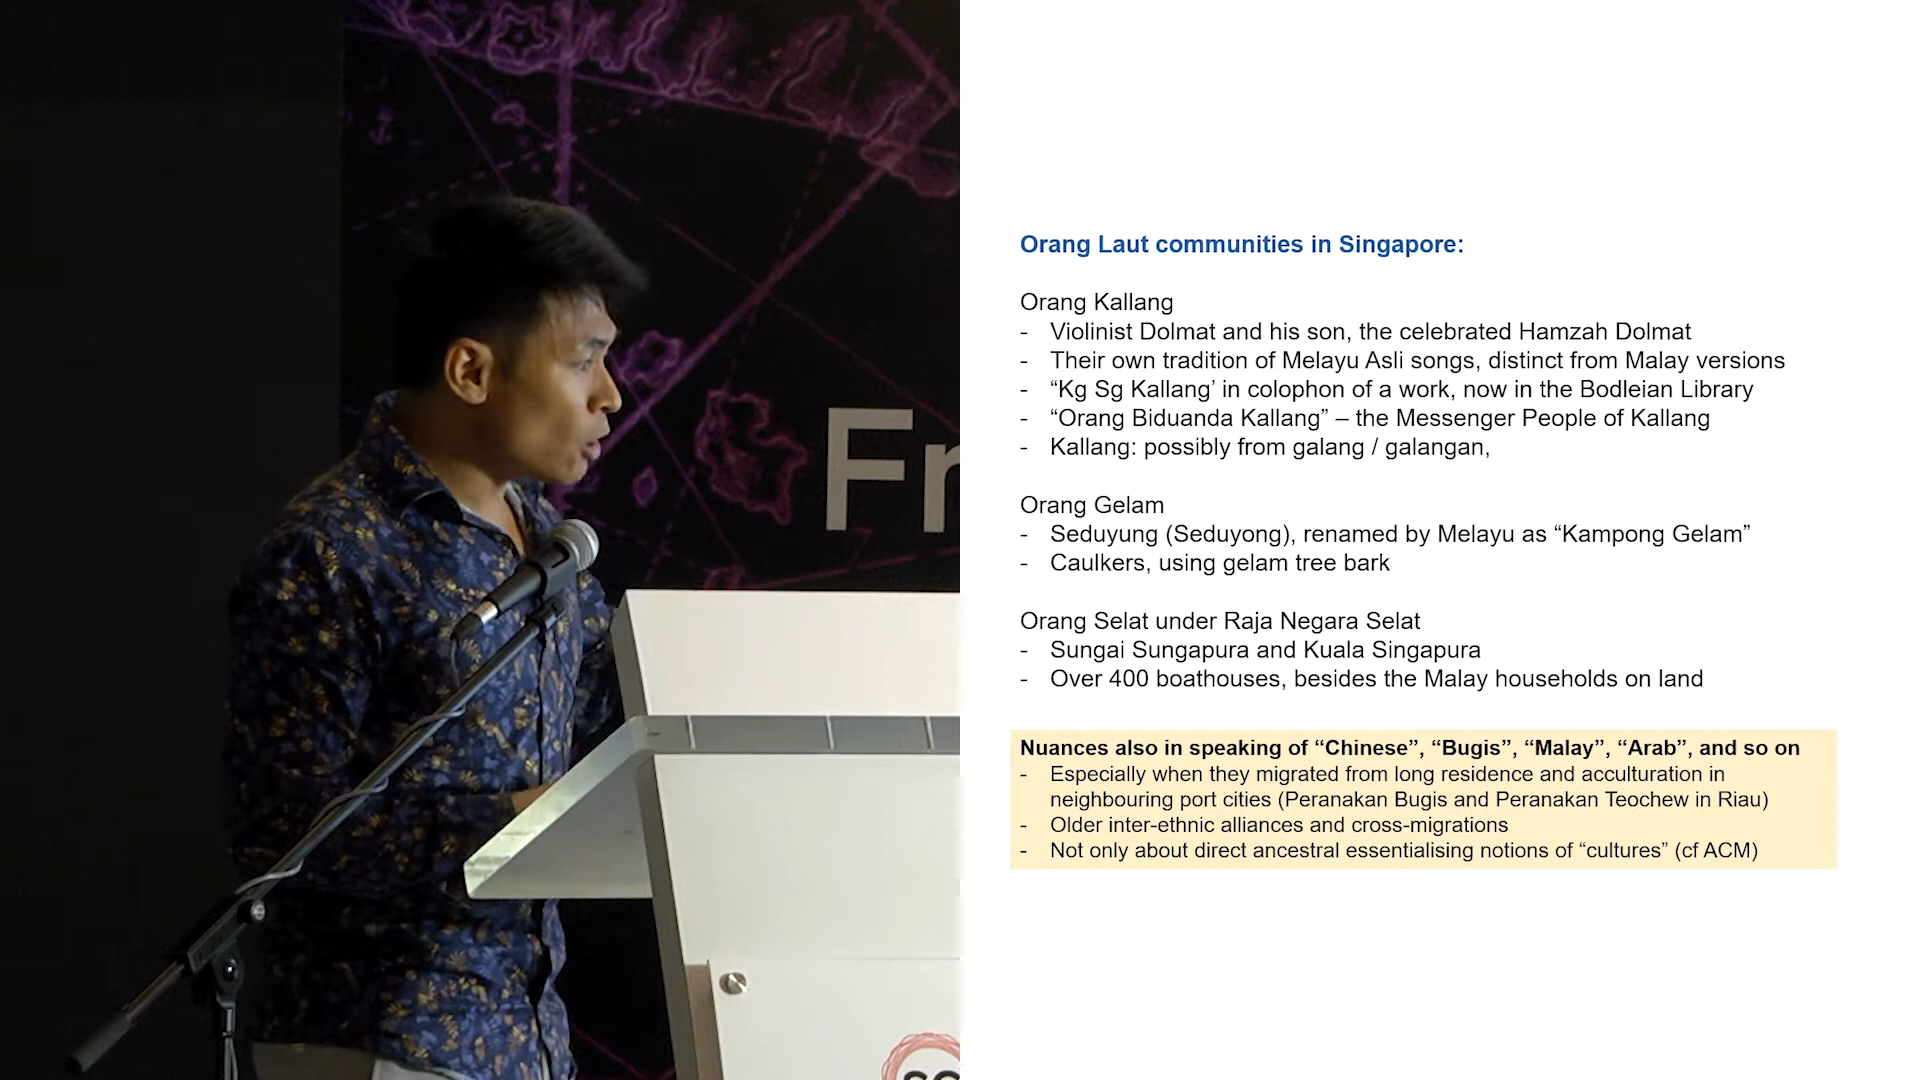 Fr
Orang Laut communities in Singapore:
Orang Kallang
- Violinist Dolmat and his son, the celebrated Hamzah Dolmat
- Their own tradition of Melayu Asli songs, distinct from Malay versions
- “Kg Sg Kallang’ in colophon of a work, now in the Bodleian Library
- “Orang Biduanda Kallang” – the Messenger People of Kallang
- Kallang: possibly from galang / galangan,
Orang Gelam
- Seduyung (Seduyong), renamed by Melayu as “Kampong Gelam”
- Caulkers, using gelam tree bark
Orang Selat under Raja Negara Selat
- Sungai Sungapura and Kuala Singapura
- Over 400 boathouses, besides the Malay households on land
Nuances also in speaking of “Chinese”, “Bugis”, “Malay”, “Arab”, and so on
- Especially when they migrated from long residence and acculturation in
neighbouring port cities (Peranakan Bugis and Peranakan Teochew in Riau)
- Older inter-ethnic alliances and cross-migrations
- Not only about direct ancestral essentialising notions of “cultures” (cf ACM)